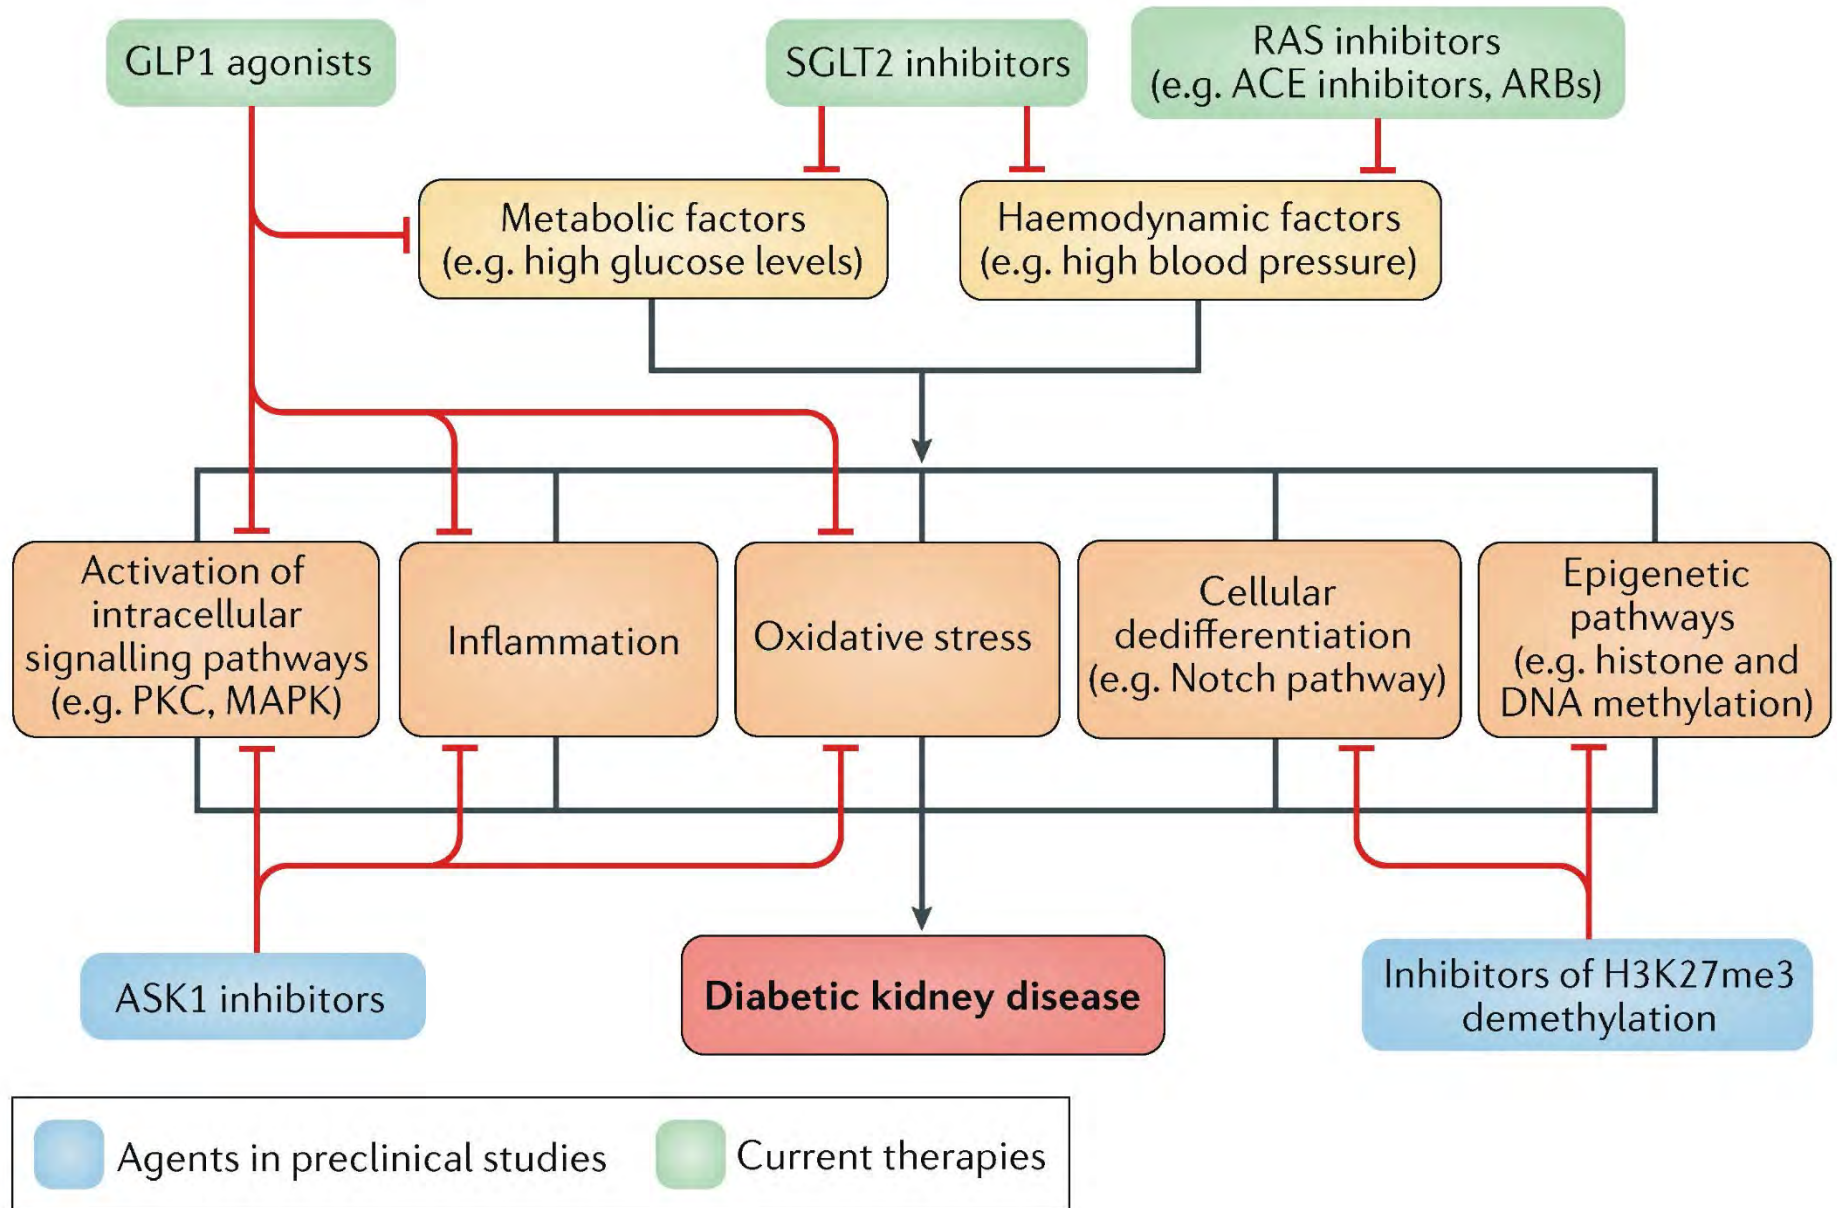 GLP1 agonists
SGLT2 inhibitors
RAS inhibitors
(e.g. ACE inhibitors, ARBs)
Metabolic factors
(e.g. high glucose levels)
Haemodynamic factors
(e.g. high blood pressure)
Activation of
intracellular
signalling pathways
(e.g. PKC, MAPK)
Inflammation
Oxidative stress
Cellular
dedifferentiation
(e.g. Notch pathway)
Epigenetic
pathways
(e.g. histone and
DNA methylation)
ASK1 inhibitors
Diabetic kidney disease
Inhibitors of H3K27me3
demethylation
Agents in preclinical studies
Current therapies